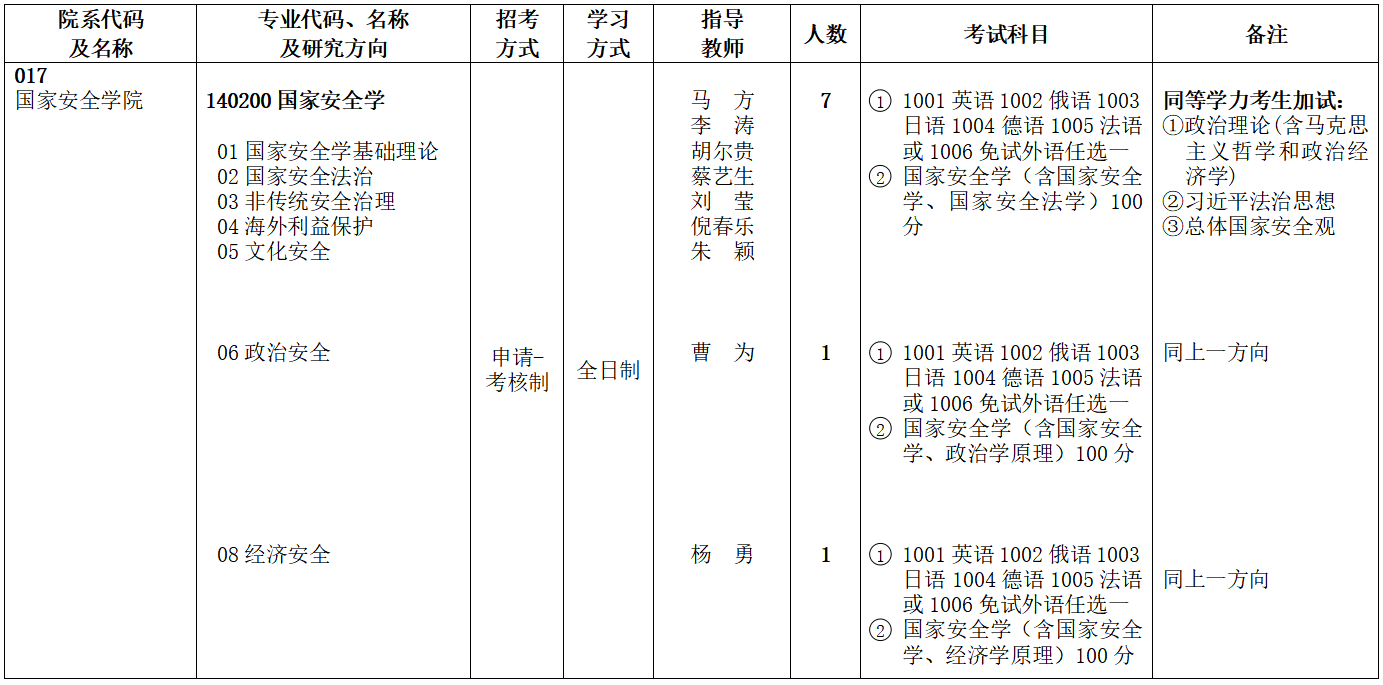 院系代码
及名称
专业代码、名称
及研究方向
招考
方式
学习
方式
指导
教师
人数
考试科目
备注
017
国家安全学院
140200 国家安全学
01 国家安全学基础理论
02 国家安全法治
03 非传统安全治理
04 海外利益保护
05 文化安全
马 方
李 涛
胡尔贵
蔡艺生
刘 莹
倪春乐
朱 颖
7
① 1001 英语 1002 俄语 1003
日语 1004 德语 1005 法语
或 1006 免试外语任选一
② 国家安全学（含国家安全
学、国家安全法学）100
分
同等学力考生加试：
①政治理论(含马克思
主义哲学和政治经
济学)
②习近平法治思想
③总体国家安全观
06 政治安全
申请-
考核制
全日制
曹 为
1
① 1001 英语 1002 俄语 1003
日语 1004 德语 1005 法语
或 1006 免试外语任选一
② 国家安全学（含国家安全
学、政治学原理）100 分
同上一方向
08 经济安全
杨 勇
1
① 1001 英语 1002 俄语 1003
日语 1004 德语 1005 法语
或 1006 免试外语任选一
② 国家安全学（含国家安全
学、经济学原理）100 分
同上一方向